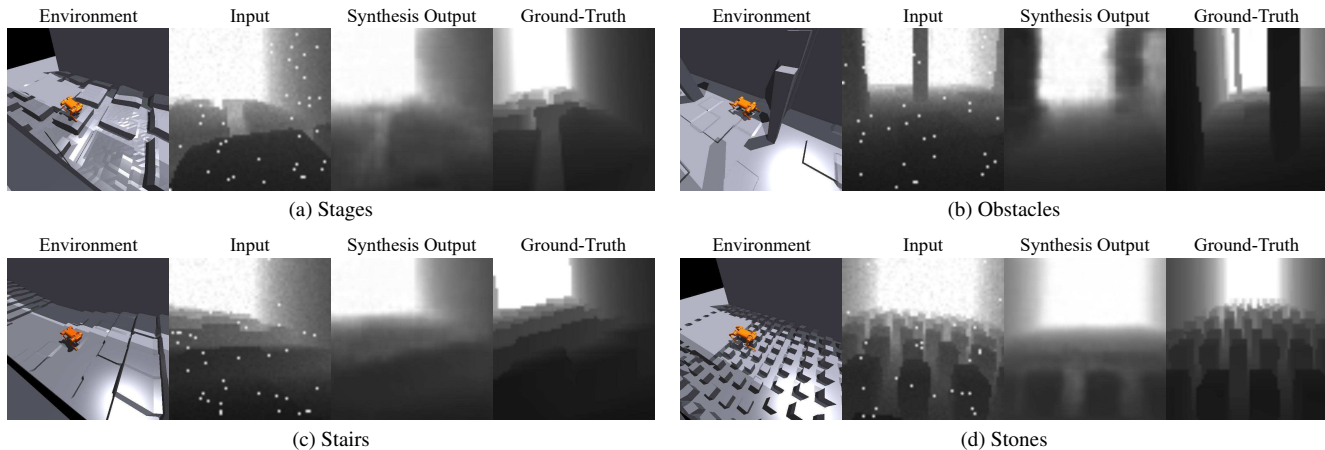 Environment Input Synthesis Output Ground-Truth
Environment Input Synthesis Output Ground-Truth
(a) Stages
(b) Obstacles
Environment Input Synthesis Output Ground-Truth
Environment Input Synthesis Output Ground-Truth
(c) Stairs
(d) Stones